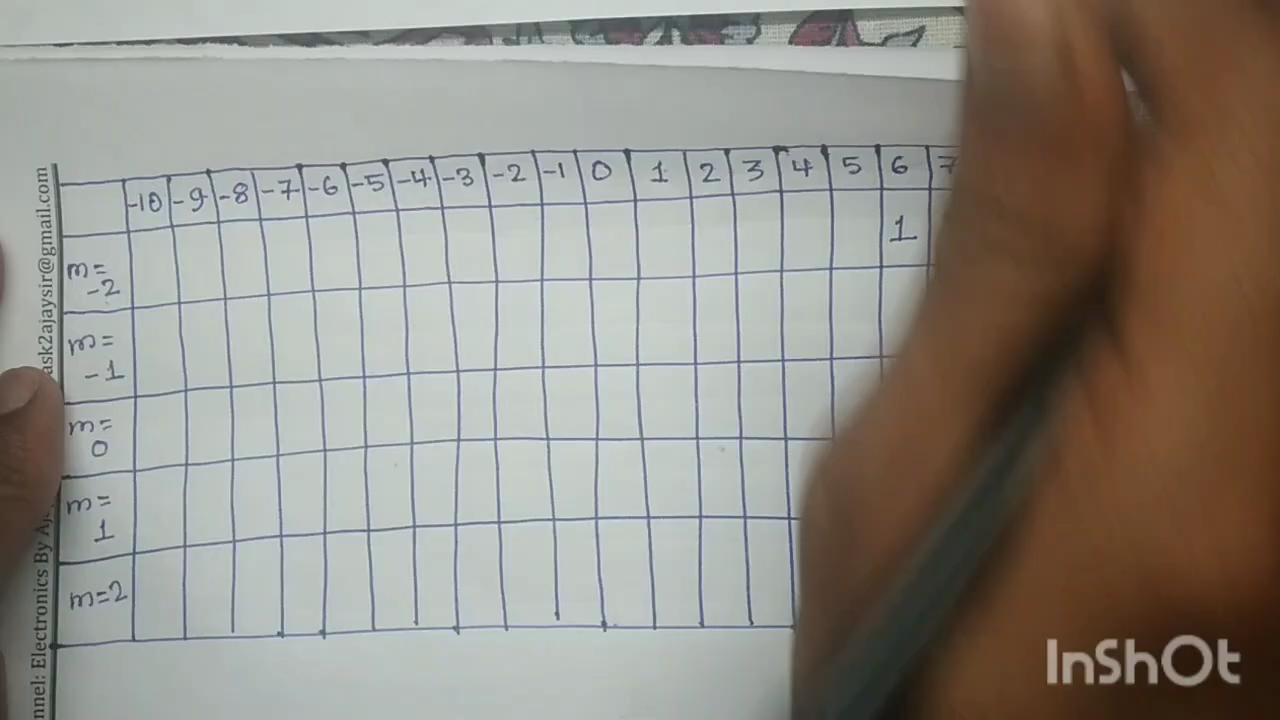 -10 -9 -8 -7 -6 -5 -4 -3 -2 -1 0 1 2 3 4 5 6 7
1
m=
-2
m=
-1
m=
0
m=
1
m=2
ask2ajaysir@gmail.com
nnel: Electronics By
InShOt